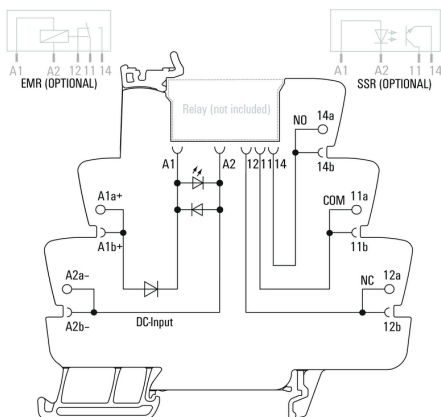 A1 A2 12 11 14
EMR (OPTIONAL)
A1 A2 11 14
SSR (OPTIONAL)
Relay (not included)
NO 14a
14b
A1 A2 12 11 14
A1a+
A1b+
COM 11a
11b
A2a–
A2b–
DC-Input
NC 12a
12b